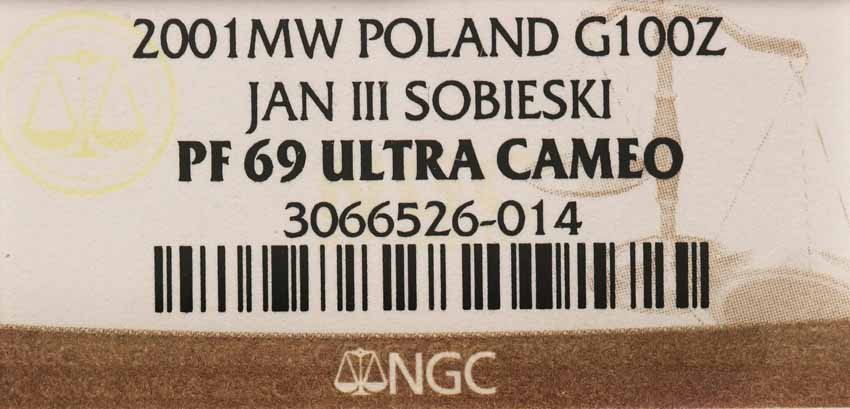 2001MW POLAND G100Z
JAN III SOBIESKI
PF 69 ULTRA CAMEO
3066526-014
NGC